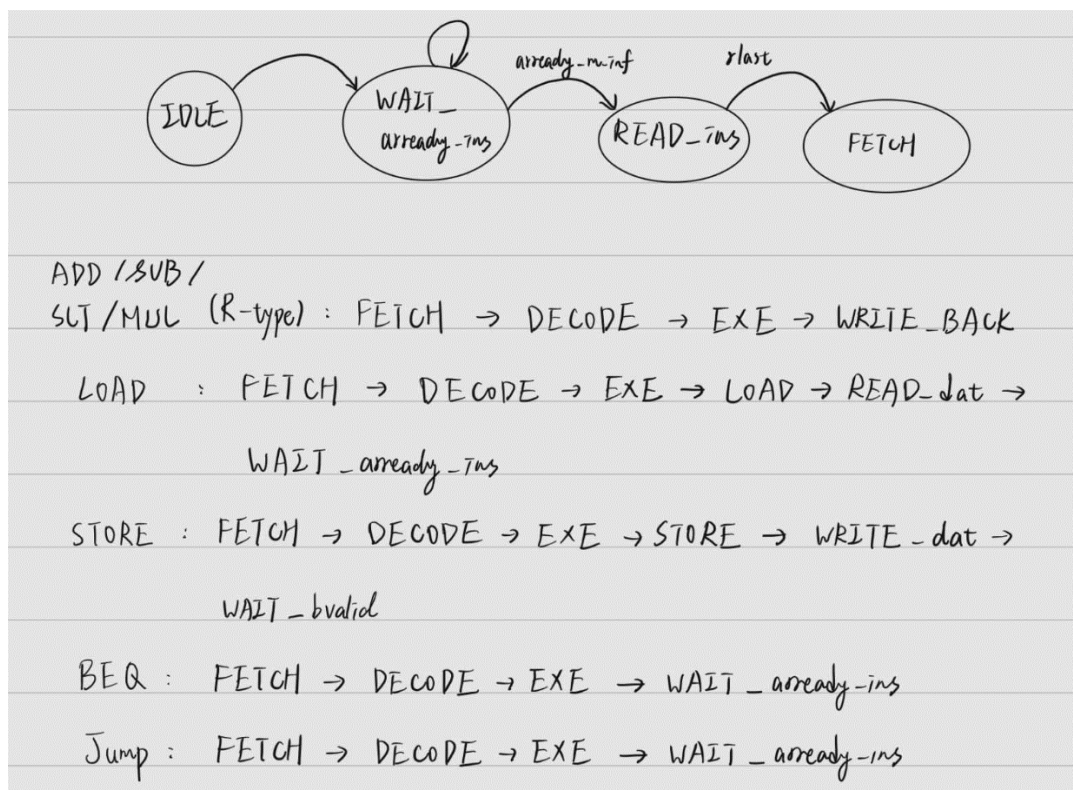 arready_m_inf rlast
IDLE WAIT_ READ_ins FETCH
arready_ins
ADD /SUB/
SLT/MUL (R-type) : FETCH → DECODE → EXE → WRITE_BACK
LOAD : FETCH → DECODE → EXE → LOAD → READ_dat →
WAIT_arready_ins
STORE : FETCH → DECODE → EXE → STORE → WRITE_dat →
WAIT_bvalid
BEQ : FETCH → DECODE → EXE → WAIT_arready_ins
Jump : FETCH → DECODE → EXE → WAIT_arready_ins